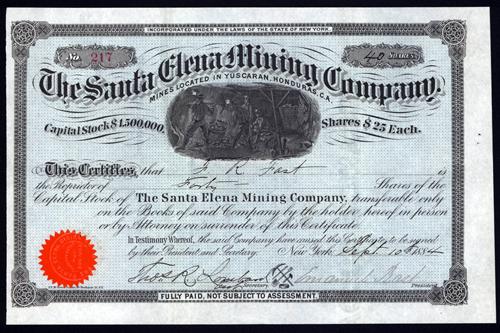 INCORPORATED UNDER THE LAWS OF THE STATE OF NEW YORK.
No. 217
40 SHARES
The Santa Elena Mining Company.
MINES LOCATED IN YUSCARAN, HONDURAS, C.A.
Capital Stock $1,500,000,
Shares $25 Each.
This Certifies that F R Fast is
the Proprietor of Forty Shares of the
Capital Stock of The Santa Elena Mining Company, transferable only
on the Books of said Company by the holder hereof in person
or by Attorney on surrender of this Certificate
In Testimony Whereof, the said Company have caused this Certificate to be signed
by their President and Secretary. New York Sept 10th 1884
Secretary
President
FULLY PAID, NOT SUBJECT TO ASSESSMENT.